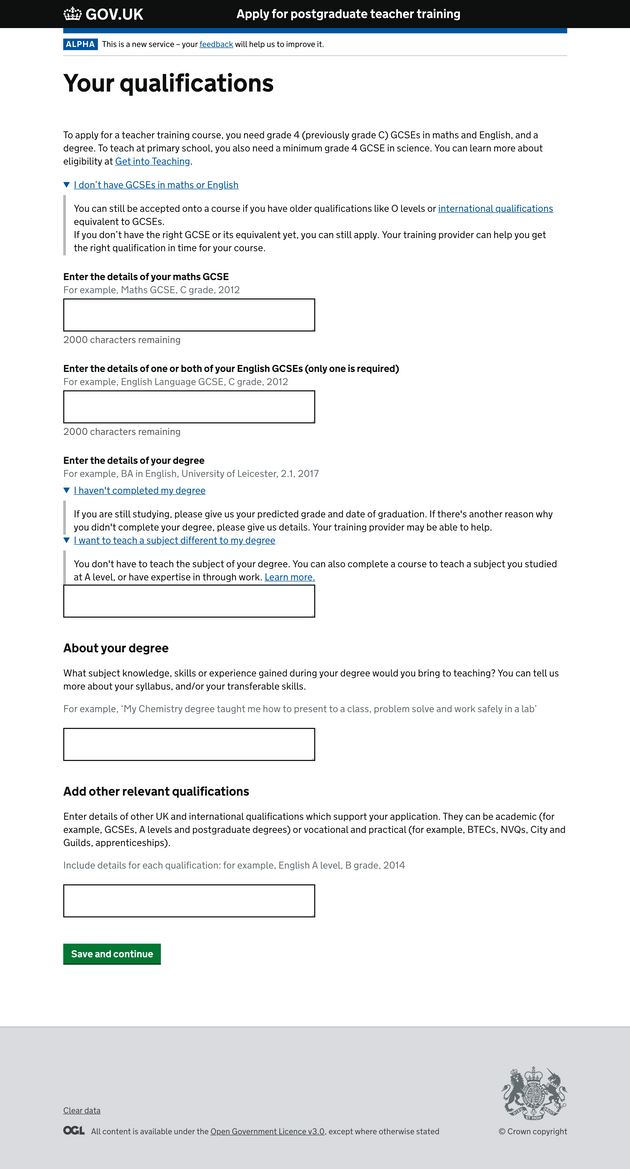 GOV.UK
Apply for postgraduate teacher training
ALPHA This is a new service – your feedback will help us to improve it.
Your qualifications
To apply for a teacher training course, you need grade 4 (previously grade C) GCSEs in maths and English, and a
degree. To teach at primary school, you also need a minimum grade 4 GCSE in science. You can learn more about
eligibility at Get into Teaching.
I don’t have GCSEs in maths or English
You can still be accepted onto a course if you have older qualifications like O levels or international qualifications
equivalent to GCSEs.
If you don’t have the right GCSE or its equivalent yet, you can still apply. Your training provider can help you get
the right qualification in time for your course.
Enter the details of your maths GCSE
For example, Maths GCSE, C grade, 2012
2000 characters remaining
Enter the details of one or both of your English GCSEs (only one is required)
For example, English Language GCSE, C grade, 2012
2000 characters remaining
Enter the details of your degree
For example, BA in English, University of Leicester, 2.1, 2017
I haven't completed my degree
If you are still studying, please give us your predicted grade and date of graduation. If there's another reason why
you didn't complete your degree, please give us details. Your training provider may be able to help.
I want to teach a subject different to my degree
You don't have to teach the subject of your degree. You can also complete a course to teach a subject you studied
at A level, or have expertise in through work. Learn more.
About your degree
What subject knowledge, skills or experience gained during your degree would you bring to teaching? You can tell us
more about your syllabus, and/or your transferable skills.
For example, ‘My Chemistry degree taught me how to present to a class, problem solve and work safely in a lab’
Add other relevant qualifications
Enter details of other UK and international qualifications which support your application. They can be academic (for
example, GCSEs, A levels and postgraduate degrees) or vocational and practical (for example, BTECs, NVQs, City and
Guilds, apprenticeships).
Include details for each qualification: for example, English A level, B grade, 2014
Save and continue
Clear data
OGL All content is available under the Open Government Licence v3.0, except where otherwise stated
© Crown copyright